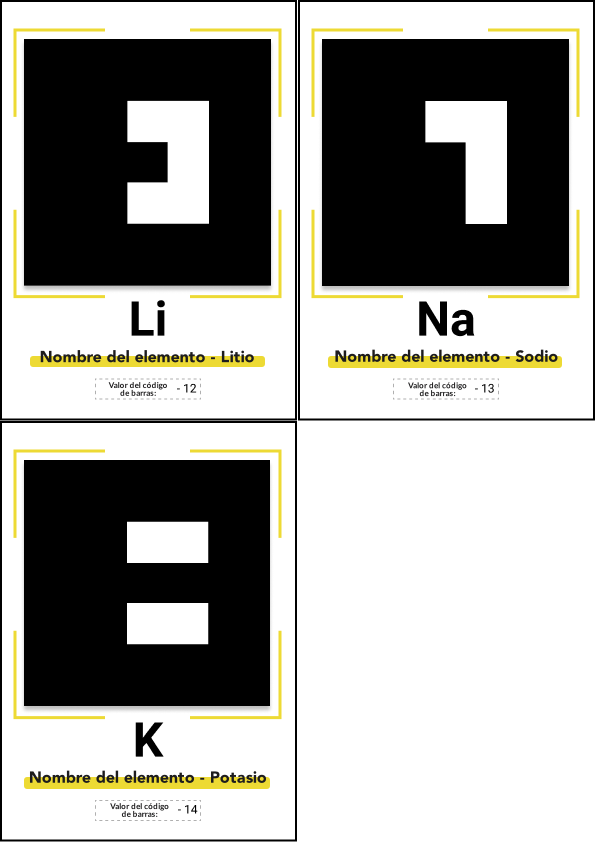 Li
Nombre del elemento - Litio
Valor del código
de barras:
- 12
Na
Nombre del elemento - Sodio
Valor del código
de barras:
- 13
K
Nombre del elemento - Potasio
Valor del código
de barras:
- 14